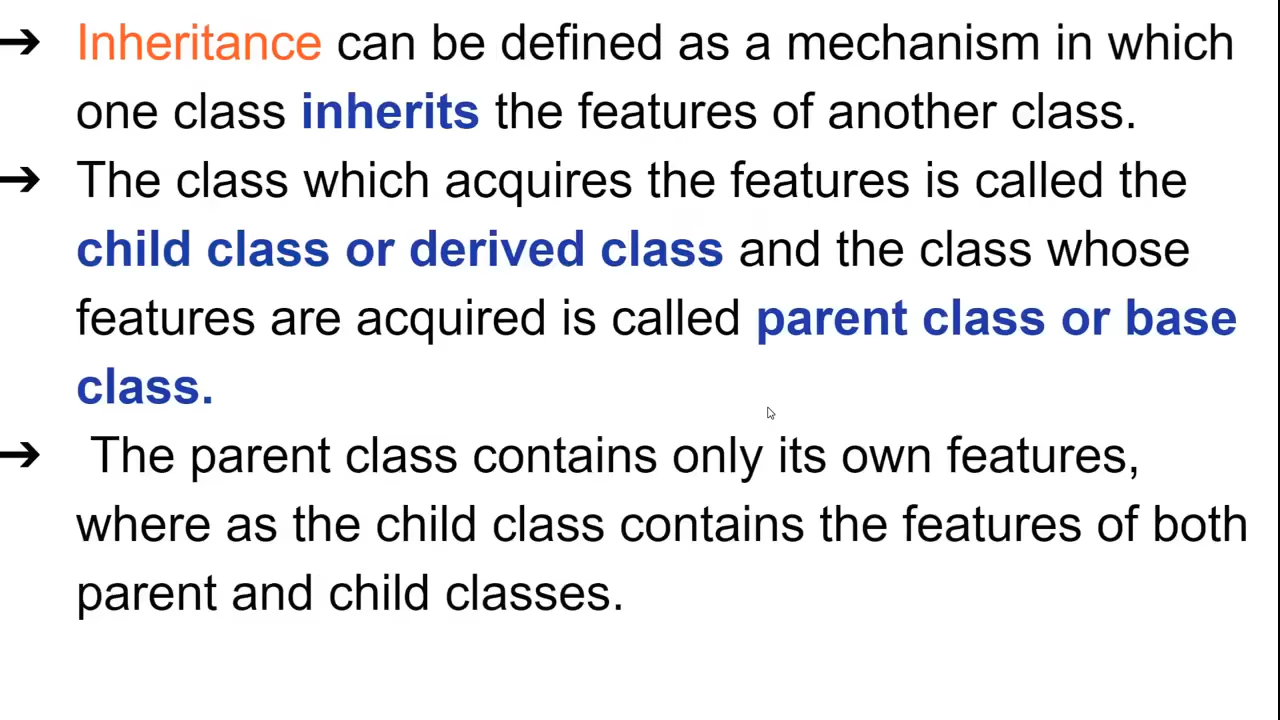 ➔ Inheritance can be defined as a mechanism in which
one class inherits the features of another class.
➔ The class which acquires the features is called the
child class or derived class and the class whose
features are acquired is called parent class or base
class.
➔ The parent class contains only its own features,
where as the child class contains the features of both
parent and child classes.